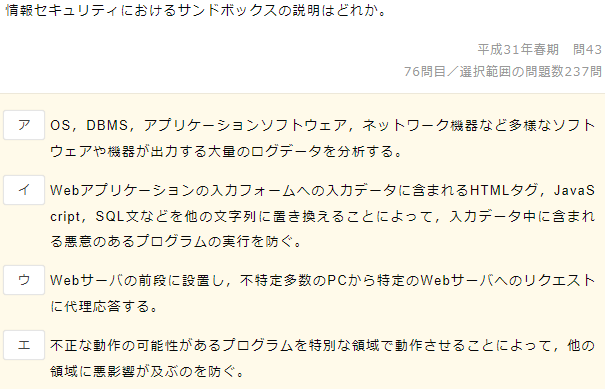 情報セキュリティにおけるサンドボックスの説明はどれか。
平成31年春期　問43
76問目／選択範囲の問題数237問
ア
OS，DBMS，アプリケーションソフトウェア，ネットワーク機器など多様なソフト
ウェアや機器が出力する大量のログデータを分析する。
イ
Webアプリケーションの入力フォームへの入力データに含まれるHTMLタグ，JavaS
cript，SQL文などを他の文字列に置き換えることによって，入力データ中に含まれ
る悪意のあるプログラムの実行を防ぐ。
ウ
Webサーバの前段に設置し，不特定多数のPCから特定のWebサーバへのリクエスト
に代理応答する。
エ
不正な動作の可能性があるプログラムを特別な領域で動作させることによって，他の
領域に悪影響が及ぶのを防ぐ。